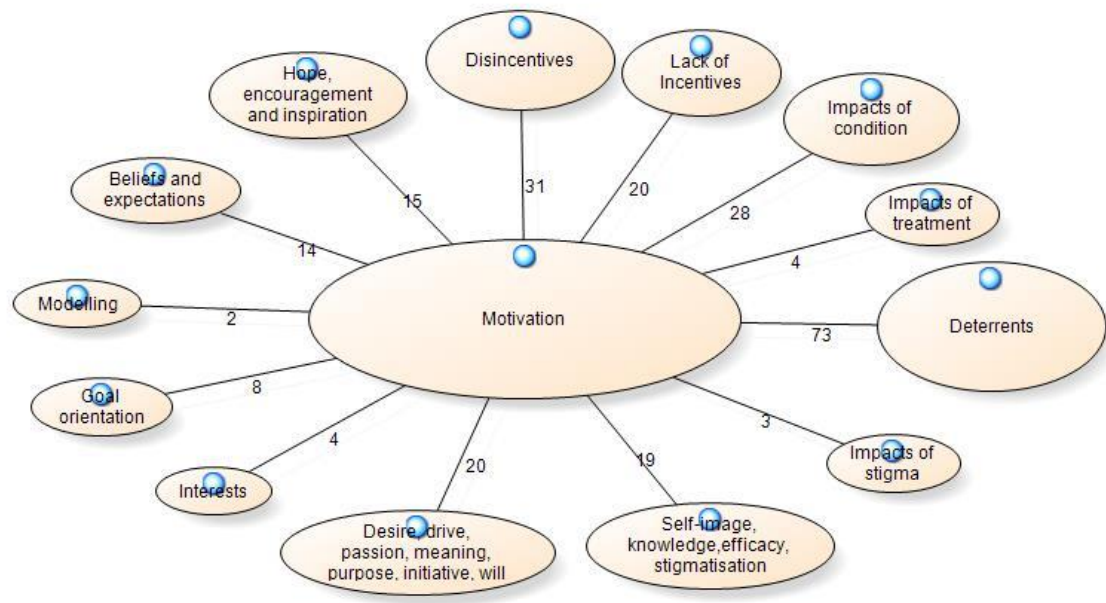 Disincentives
Lack of
Incentives
Hope,
encouragement
and inspiration
Impacts of
condition
Beliefs and
expectations
Impacts of
treatment
15
31
20
28
14
4
Modelling
2
Motivation
73
Deterrents
Goal
orientation
8
4
20
19
3
Impacts of
stigma
Interests
Desire, drive,
passion, meaning,
purpose, initiative, will
Self-image,
knowledge,efficacy,
stigmatisation